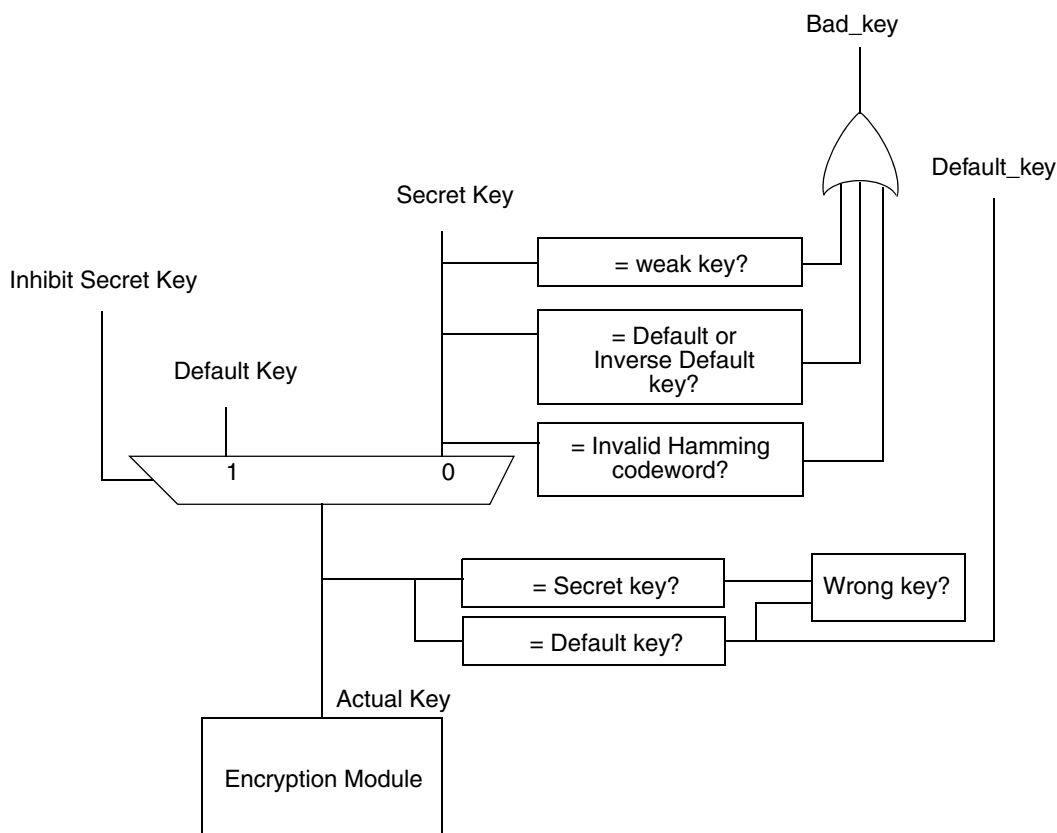 Bad_key
Default_key
Secret Key
= weak key?
Inhibit Secret Key
= Default or
Inverse Default
key?
Default Key
= Invalid Hamming
codeword?
1
0
= Secret key?
Wrong key?
= Default key?
Actual Key
Encryption Module